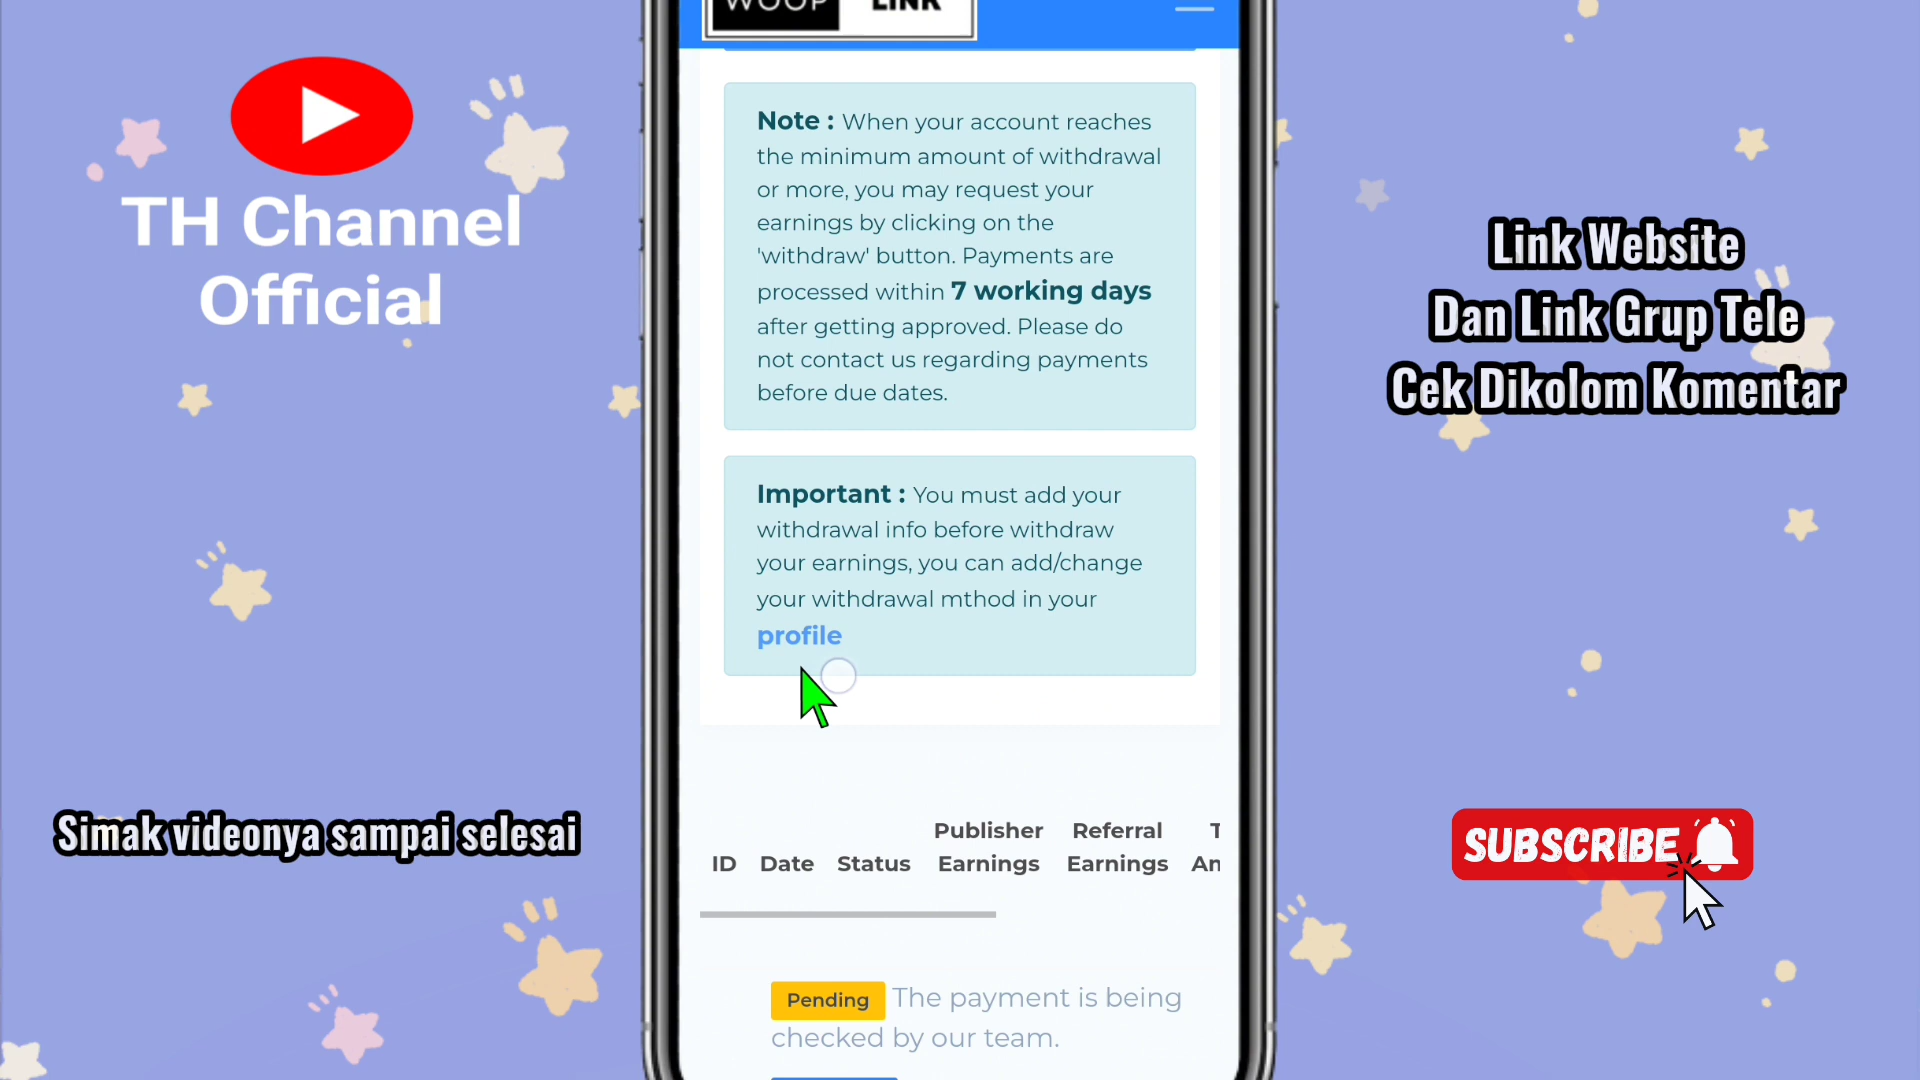 WOOP LINK
TH Channel
Official
Note : When your account reaches
the minimum amount of withdrawal
or more, you may request your
earnings by clicking on the
'withdraw' button. Payments are
processed within 7 working days
after getting approved. Please do
not contact us regarding payments
before due dates.
Important : You must add your
withdrawal info before withdraw
your earnings, you can add/change
your withdrawal mthod in your
profile
Link Website
Dan Link Grup Tele
Cek Dikolom Komentar
Simak videonya sampai selesai
SUBSCRIBE
Publisher Referral
ID Date Status Earnings Earnings
Pending The payment is being
checked by our team.